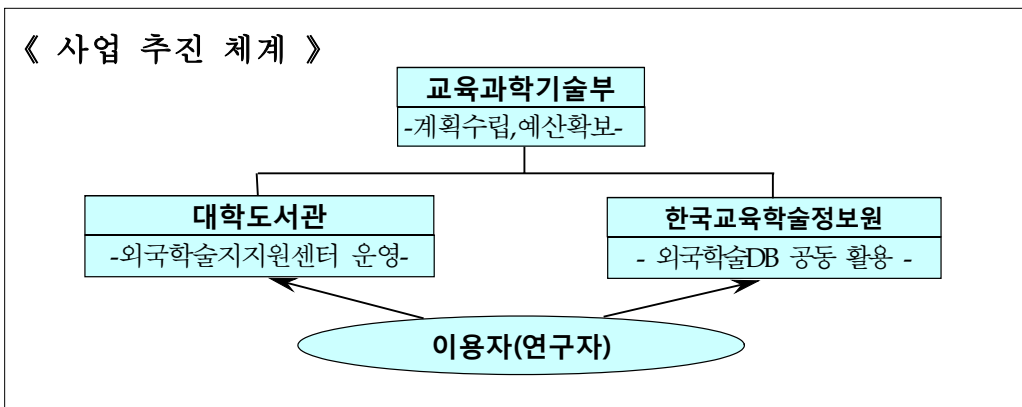 《 사업 추진 체계 》
교육과학기술부
-계획수립,예산확보-
대학도서관
-외국학술지지원센터 운영-
한국교육학술정보원
- 외국학술DB 공동 활용 -
이용자(연구자)